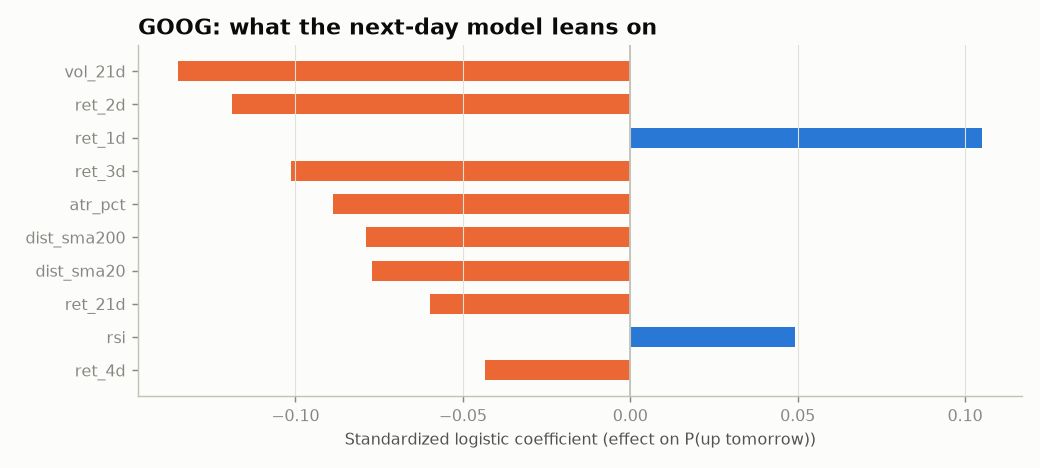 GOOG: what the next-day model leans on
vol_21d
ret_2d
ret_1d
ret_3d
atr_pct
dist_sma200
dist_sma20
ret_21d
rsi
ret_4d
−0.10 −0.05 0.00 0.05 0.10
Standardized logistic coefficient (effect on P(up tomorrow))